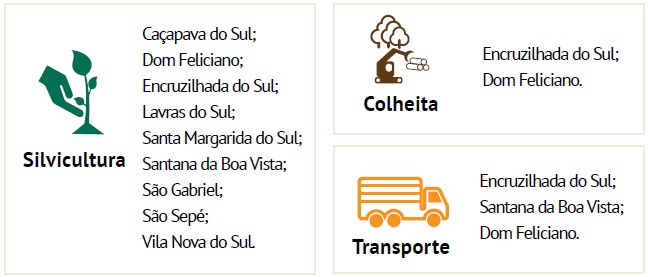 Silvicultura
Caçapava do Sul;
Dom Feliciano;
Encruzilhada do Sul;
Lavras do Sul;
Santa Margarida do Sul;
Santana da Boa Vista;
São Gabriel;
São Sepé;
Vila Nova do Sul.
Colheita
Encruzilhada do Sul;
Dom Feliciano.
Transporte
Encruzilhada do Sul;
Santana da Boa Vista;
Dom Feliciano.